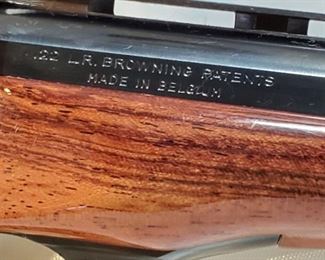 .22 L.R. BROWNING PATENTS
MADE IN BELGIUM